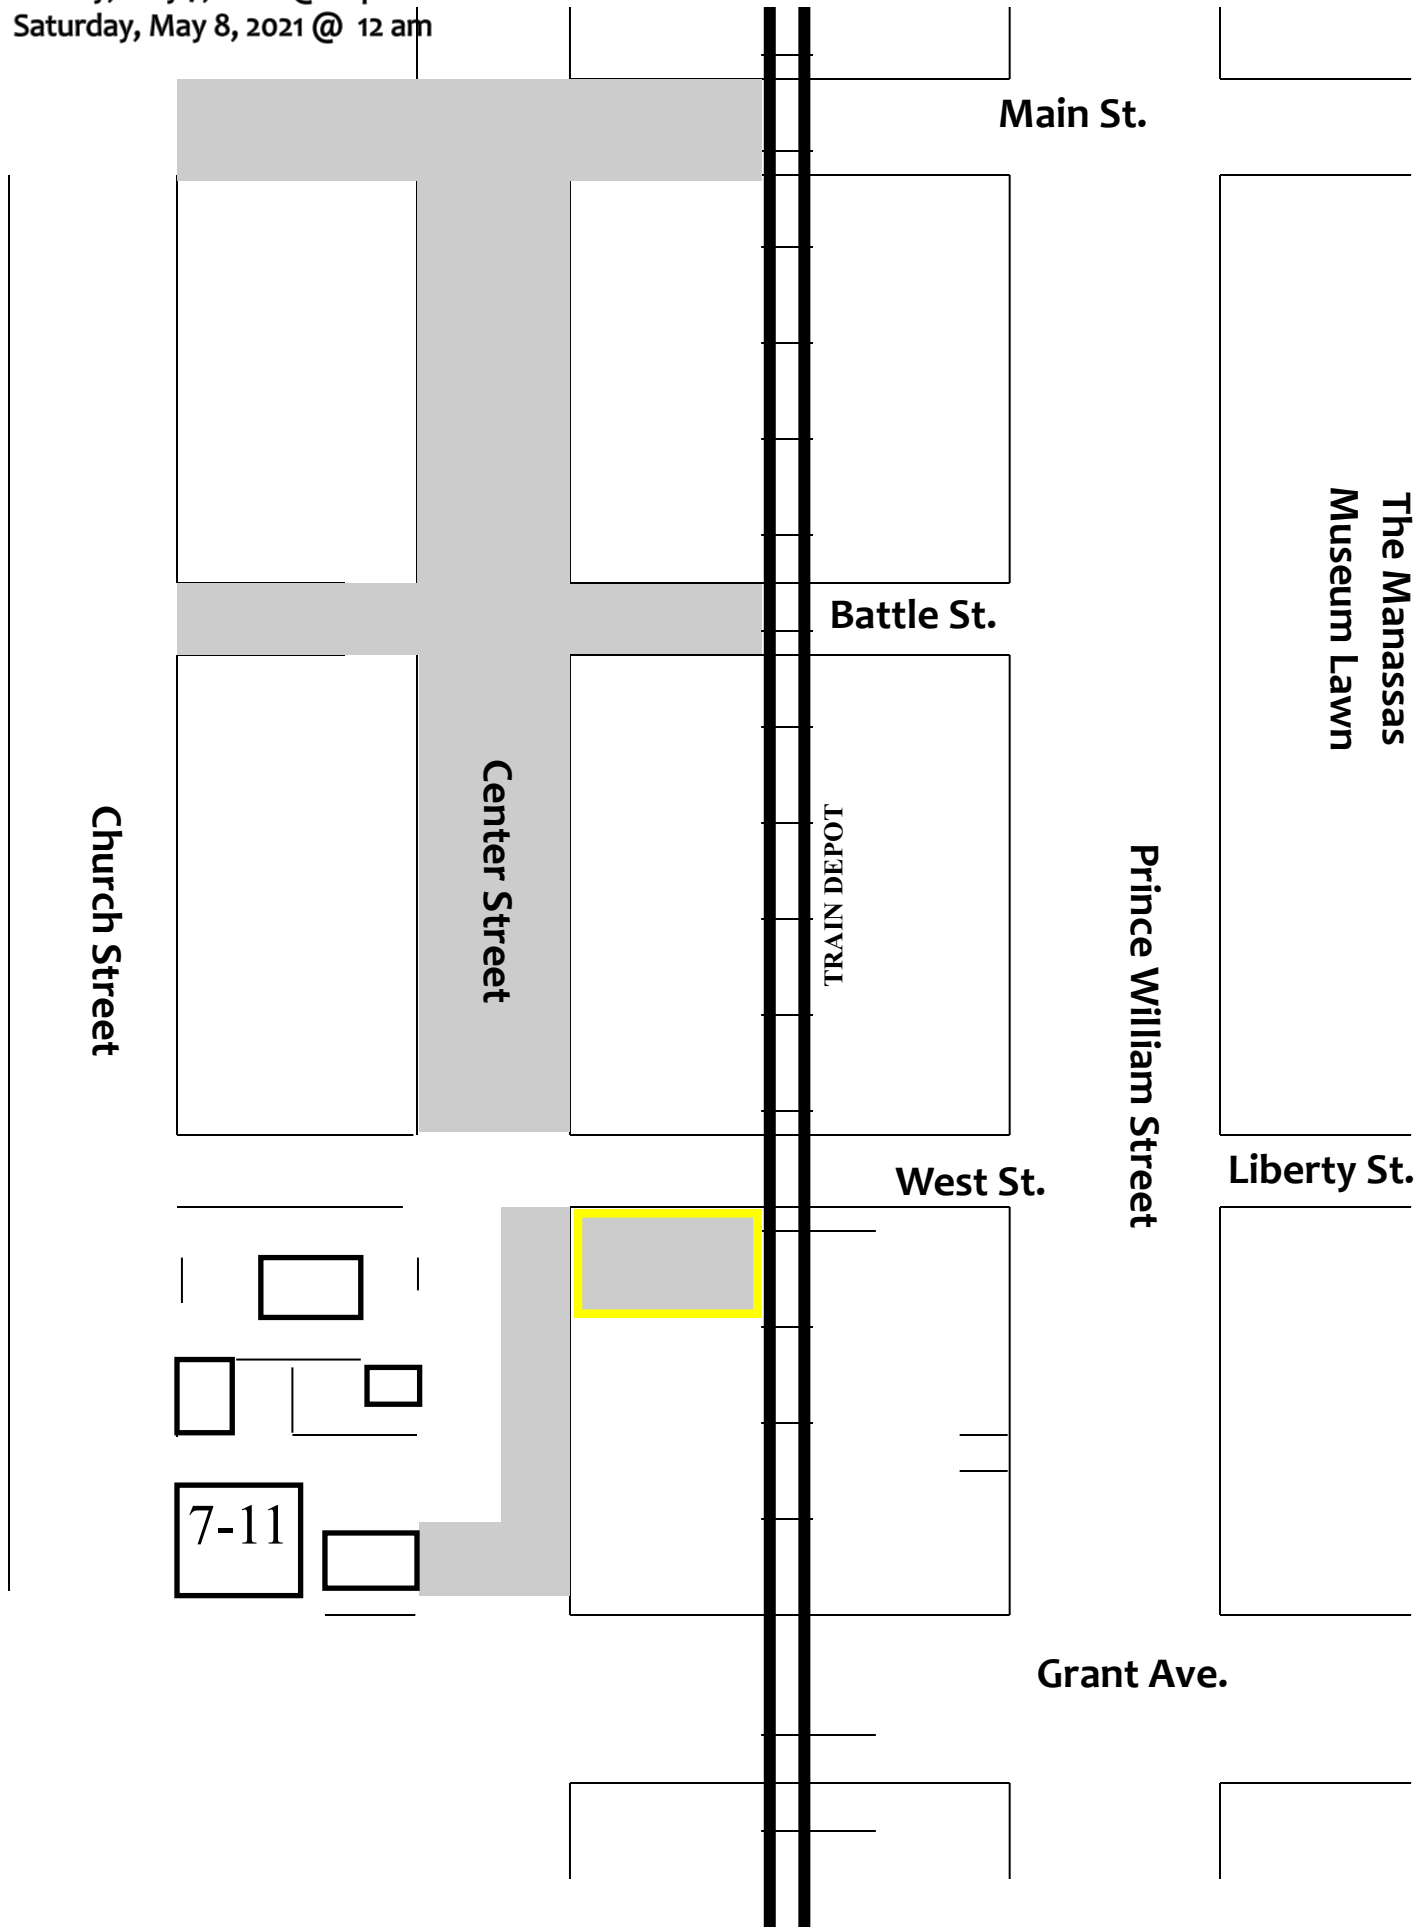 Saturday, May 8, 2021 @ 12 am
Main St.
The Manassas
Museum Lawn
Battle St.
Center Street
Church Street
TRAIN DEPOT
Prince William Street
West St.
Liberty St.
7-11
Grant Ave.